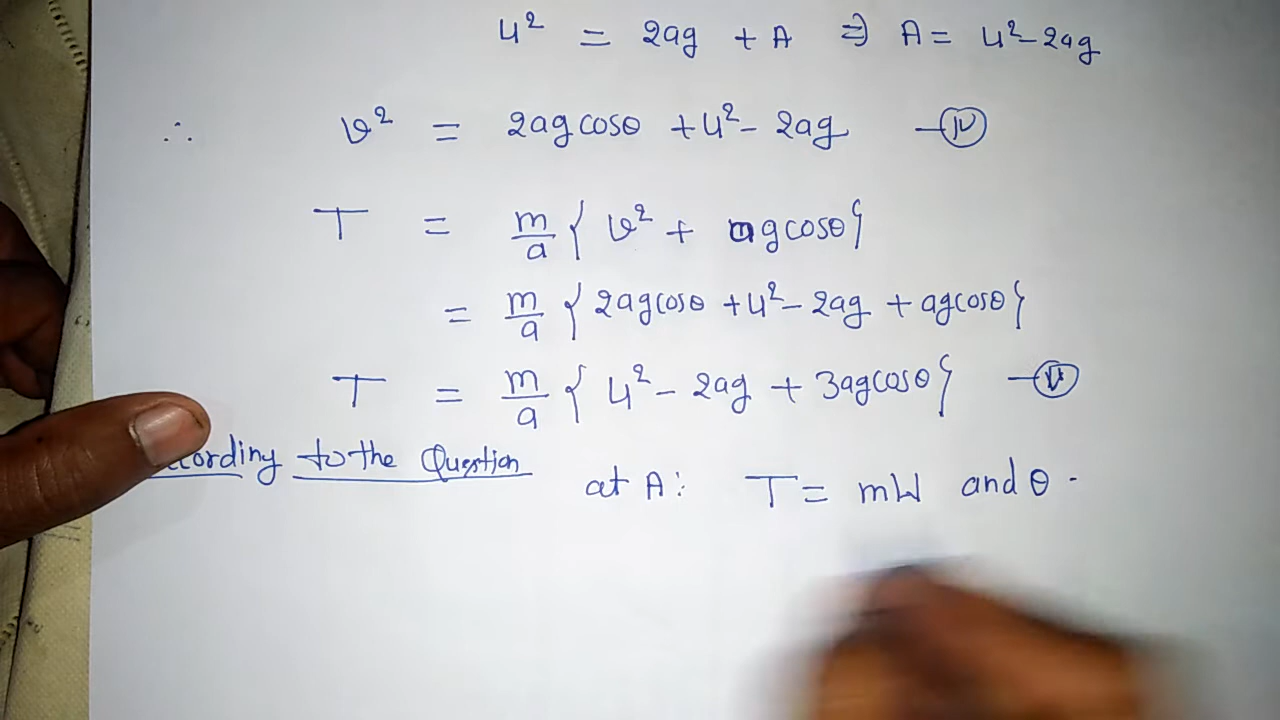 u² = 2ag + A ⇒ A = u² - 2ag
∴ v² = 2ag cosθ + u² - 2ag —(IV)
T = m/a { v² + ag cosθ}
= m/a { 2ag cosθ + u² - 2ag + ag cosθ}
T = m/a { u² - 2ag + 3ag cosθ} —(V)
to the Question
at A: T = mW and θ